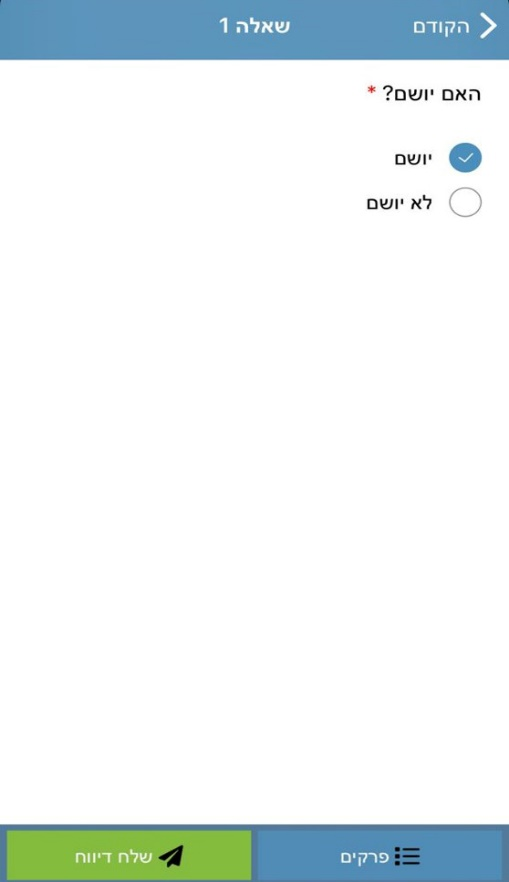 הקודם
שאלה 1
האם יושם? *
יושם
לא יושם
פרקים
שלח דיווח